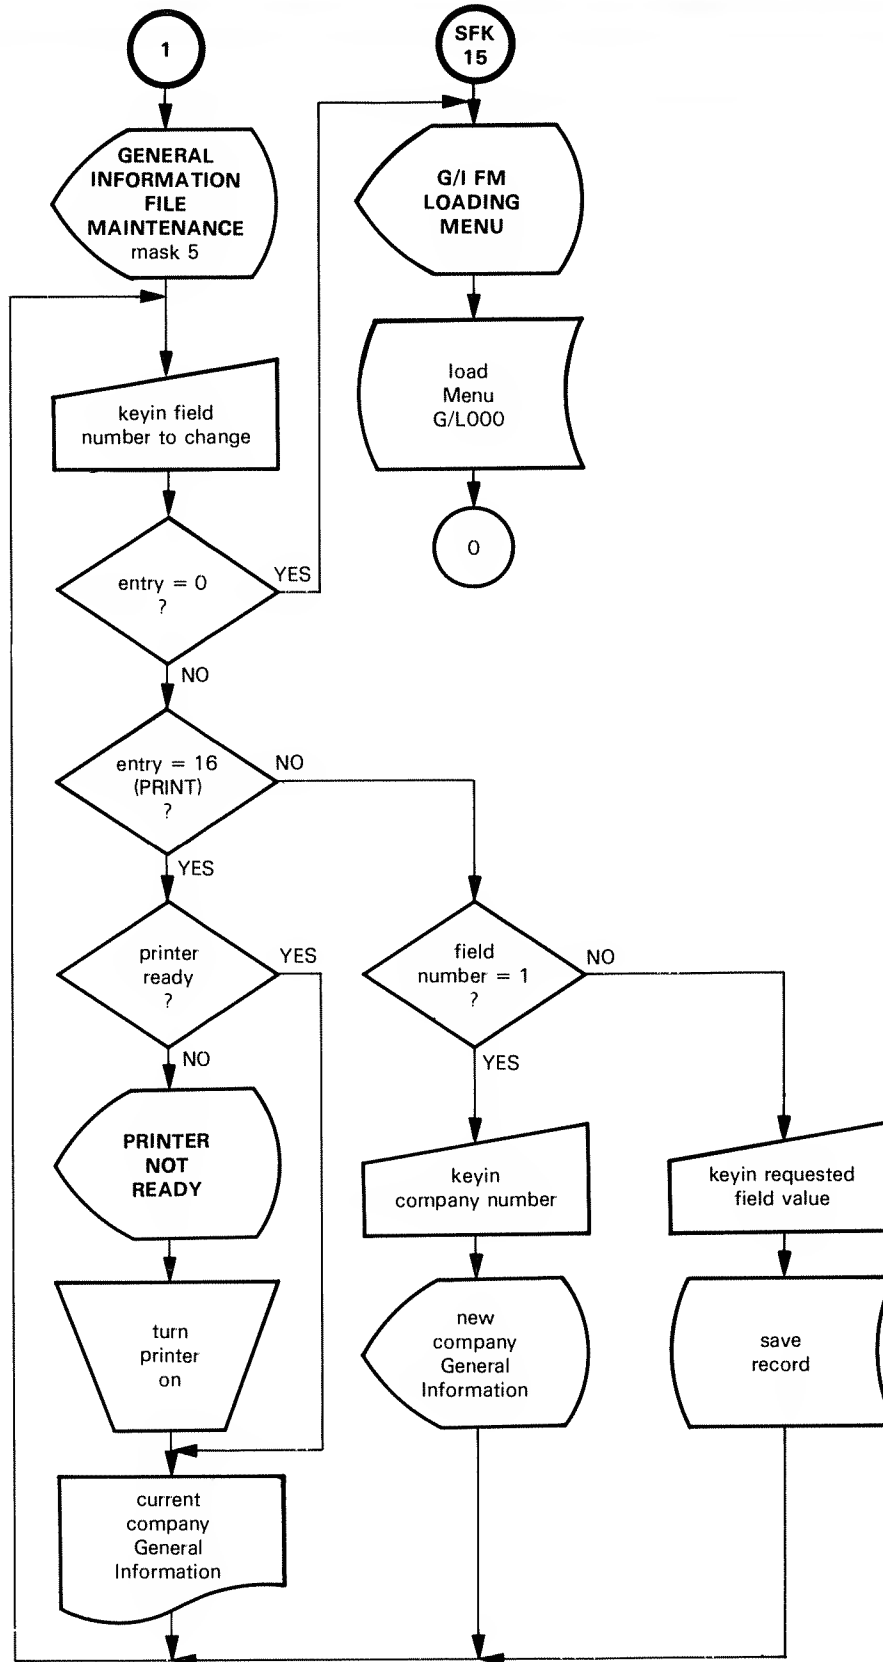 1
SFK
15
GENERAL
INFORMATION
FILE
MAINTENANCE
mask 5
G/I FM
LOADING
MENU
keyin field
number to change
load
Menu
G/L000
entry = 0
?
YES
NO
0
entry = 16
(PRINT)
?
NO
YES
printer
ready
?
YES
NO
field
number = 1
?
NO
YES
PRINTER
NOT
READY
keyin
company number
keyin requested
field value
turn
printer
on
new
company
General
Information
save
record
current
company
General
Information